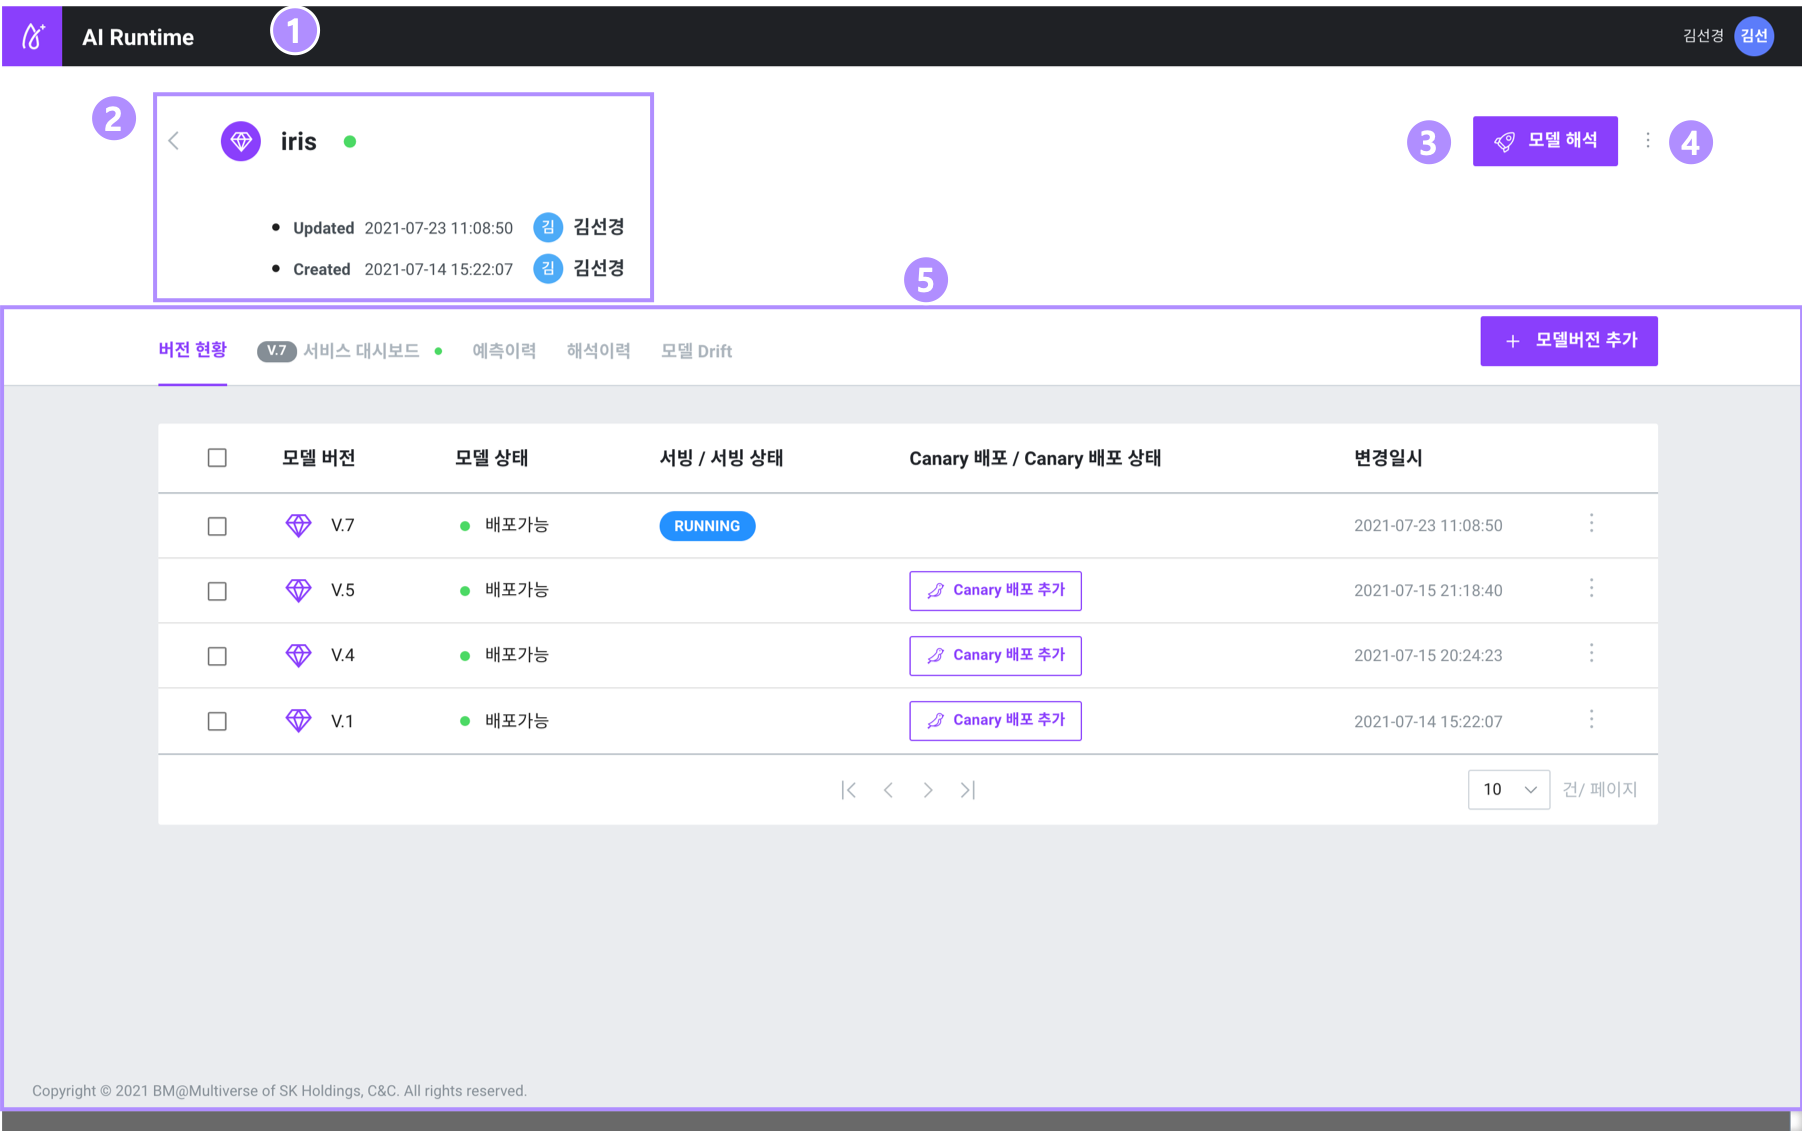 AI Runtime
1
김선경
김선
2
iris
3
모델 해석
4
Updated 2021-07-23 11:08:50 김 김선경
Created 2021-07-14 15:22:07 김 김선경
5
버전 현황
V.7 서비스 대시보드
예측이력
해석이력
모델 Drift
+ 모델버전 추가
모델 버전 모델 상태 서빙 / 서빙 상태 Canary 배포 / Canary 배포 상태 변경일시
V.7 배포가능 RUNNING 2021-07-23 11:08:50
V.5 배포가능 Canary 배포 추가 2021-07-15 21:18:40
V.4 배포가능 Canary 배포 추가 2021-07-15 20:24:23
V.1 배포가능 Canary 배포 추가 2021-07-14 15:22:07
10 건/ 페이지
Copyright © 2021 BM@Multiverse of SK Holdings, C&C. All rights reserved.